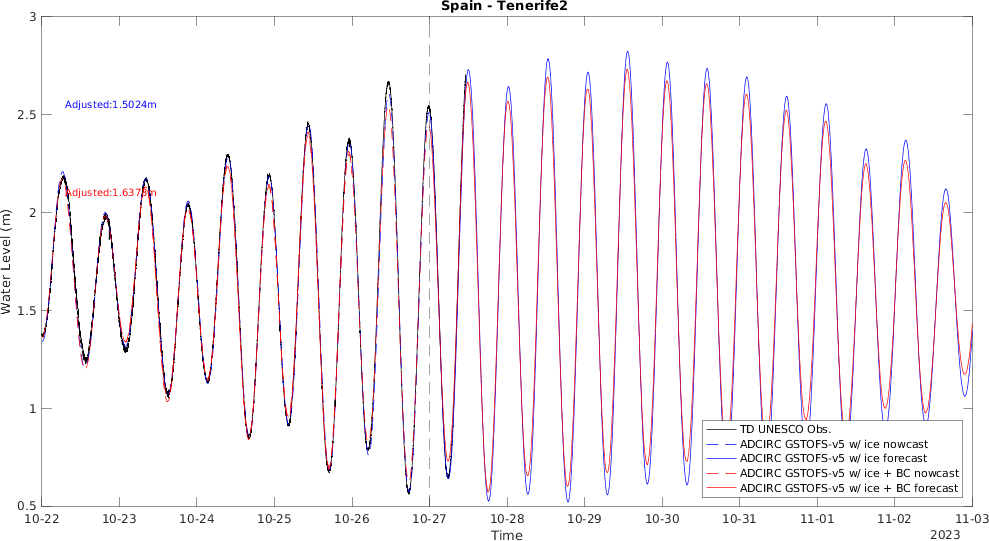 Spain - Tenerife2
3
2.5
2
1.5
1
0.5
Water Level (m)
Adjusted:1.5024m
Adjusted:1.6373m
TD UNESCO Obs.
ADCIRC GSTOFS-v5 w/ ice nowcast
ADCIRC GSTOFS-v5 w/ ice forecast
ADCIRC GSTOFS-v5 w/ ice + BC nowcast
ADCIRC GSTOFS-v5 w/ ice + BC forecast
10-22 10-23 10-24 10-25 10-26 10-27 10-28 10-29 10-30 10-31 11-01 11-02 11-03
Time
2023